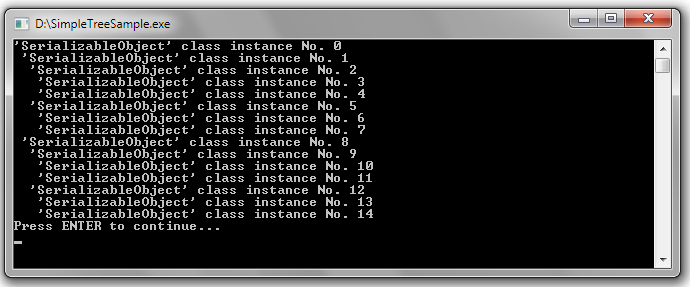 D:\SimpleTreeSample.exe
'SerializableObject' class instance No. 0
'SerializableObject' class instance No. 1
'SerializableObject' class instance No. 2
'SerializableObject' class instance No. 3
'SerializableObject' class instance No. 4
'SerializableObject' class instance No. 5
'SerializableObject' class instance No. 6
'SerializableObject' class instance No. 7
'SerializableObject' class instance No. 8
'SerializableObject' class instance No. 9
'SerializableObject' class instance No. 10
'SerializableObject' class instance No. 11
'SerializableObject' class instance No. 12
'SerializableObject' class instance No. 13
'SerializableObject' class instance No. 14
Press ENTER to continue...